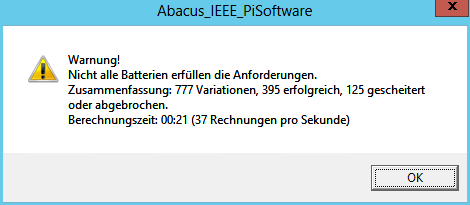 Abacus_IEEE_PiSoftware
x
Warnung!
Nicht alle Batterien erfüllen die Anforderungen.
Zusammenfassung: 777 Variationen, 395 erfolgreich, 125 gescheitert
oder abgebrochen.
Berechnungszeit: 00:21 (37 Rechnungen pro Sekunde)
OK